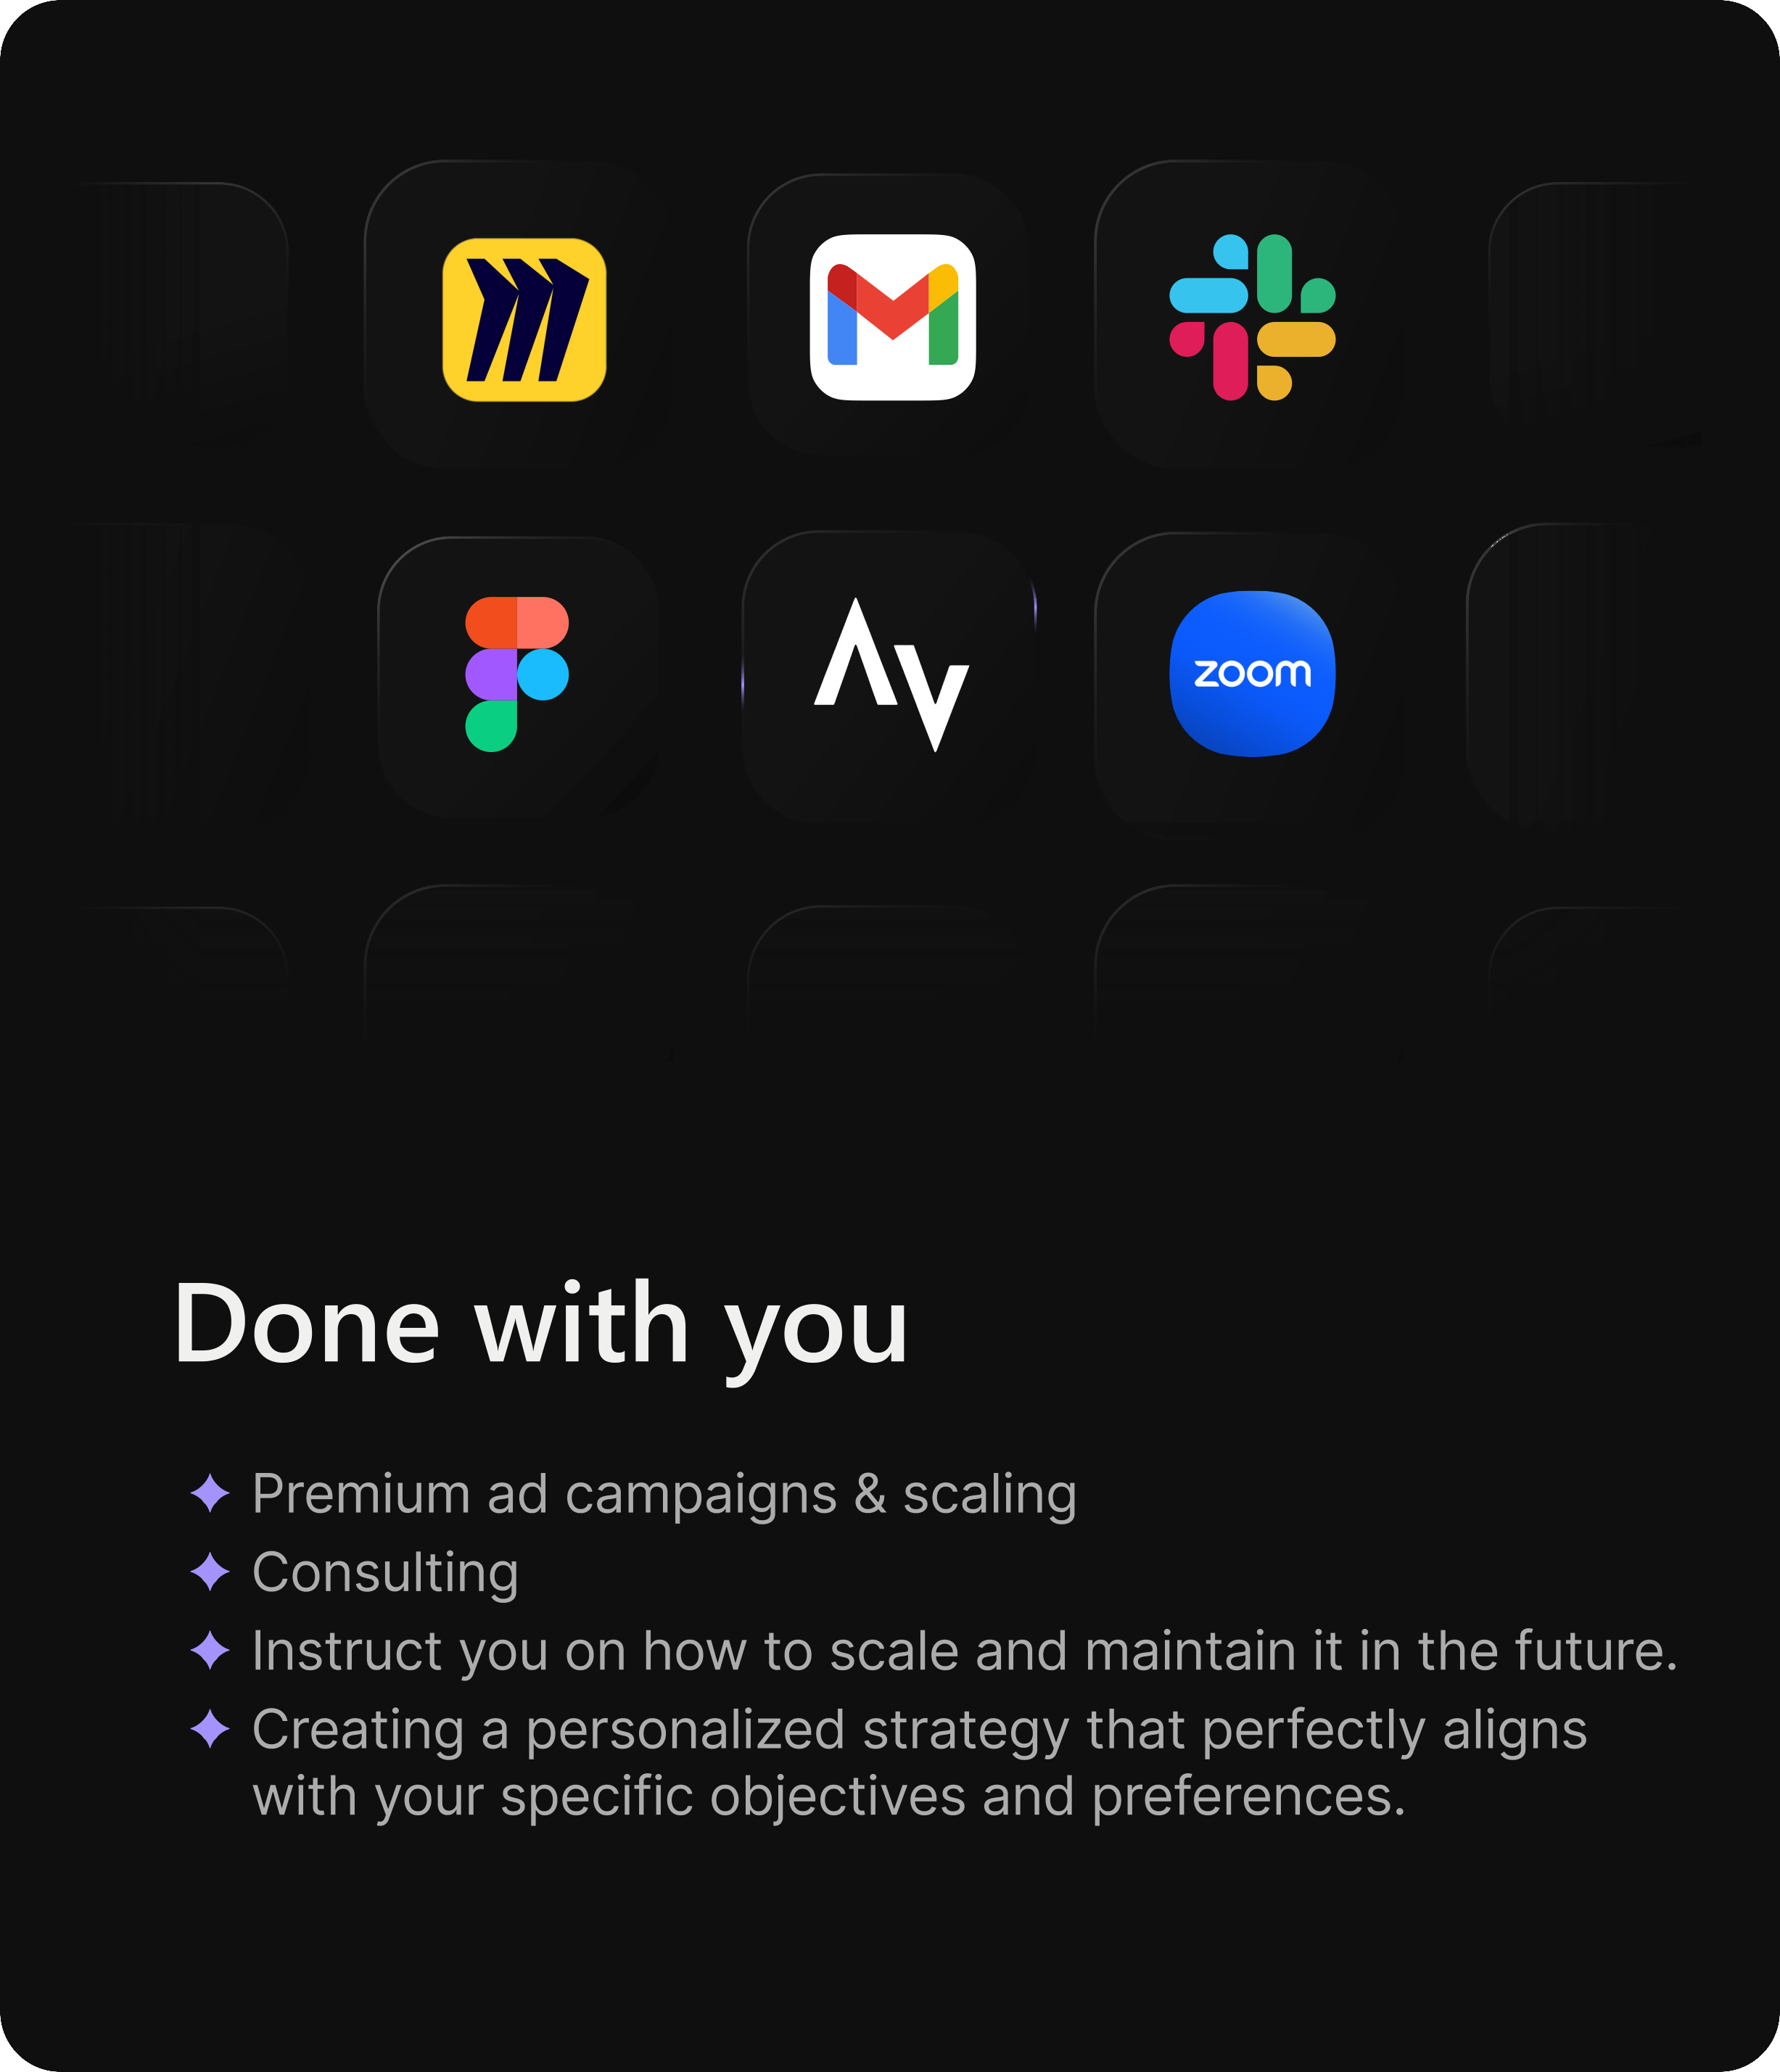 zoom
Done with you
Premium ad campaigns & scaling
Consulting
Instruct you on how to scale and maintain it in the future.
Creating a personalized strategy that perfectly aligns
with your specific objectives and preferences.